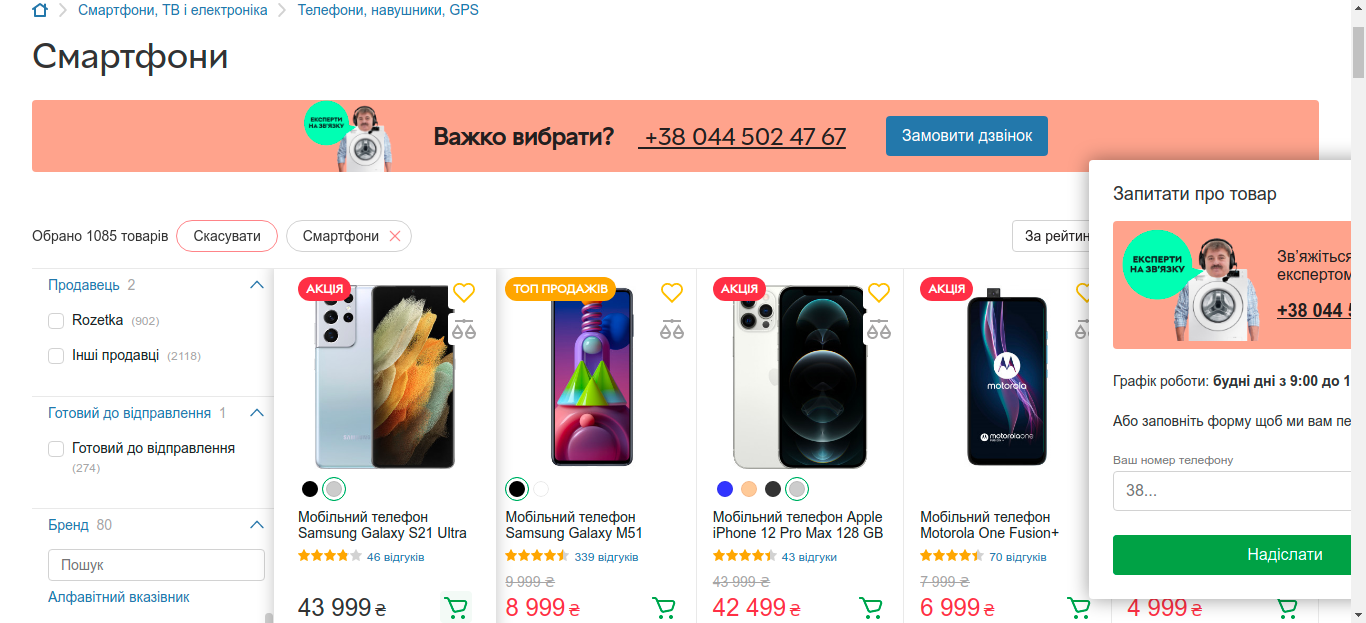 Смартфони, ТВ і електроніка
Телефони, навушники, GPS
Смартфони
ЕКСПЕРТИ
НА ЗВ'ЯЗКУ
Важко вибрати?
+38 044 502 47 67
Замовити дзвінок
Обрано 1085 товарів
Скасувати
Смартфони
За рейтин
Продавець 2
Rozetka (902)
Інші продавці (2118)
Готовий до відправлення 1
Готовий до відправлення
(274)
Бренд 80
Пошук
Алфавітний вказівник
АКЦІЯ
Мобільний телефон
Samsung Galaxy S21 Ultra
46 відгуків
43 999 ₴
ТОП ПРОДАЖІВ
Мобільний телефон
Samsung Galaxy M51
339 відгуків
9 999 ₴
8 999 ₴
АКЦІЯ
Мобільний телефон Apple
iPhone 12 Pro Max 128 GB
43 відгуки
43 999 ₴
42 499 ₴
АКЦІЯ
motorola
motorola one
Мобільний телефон
Motorola One Fusion+
70 відгуків
7 999 ₴
6 999 ₴
4 999 ₴
Запитати про товар
ЕКСПЕРТИ
НА ЗВ'ЯЗКУ
Зв'яжіться
експертом
+38 044 5
Графік роботи: будні дні з 9:00 до 1
Або заповніть форму щоб ми вам пе
Ваш номер телефону
38...
Надіслати